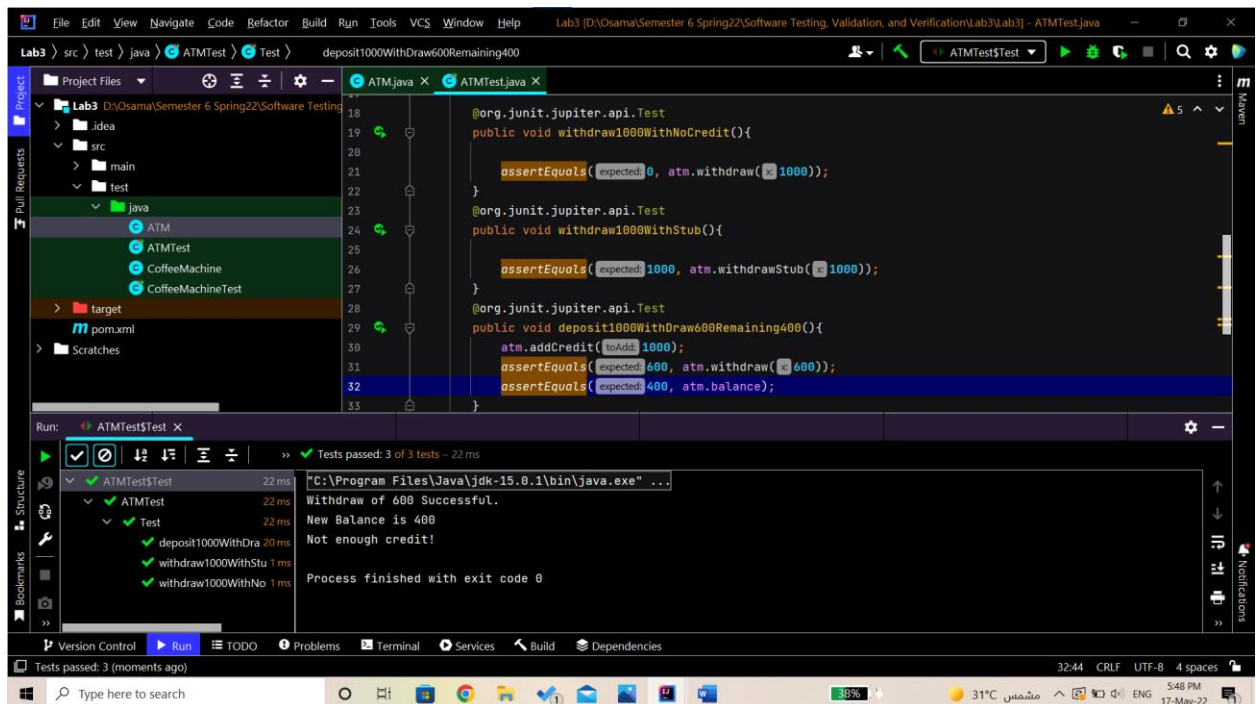 File Edit View Navigate Code Refactor Build Run Tools VCS Window Help Lab3 [D:\Osama\Semester 6 Spring22\Software Testing, Validation, and Verification\Lab3\Lab3] - ATMTest.java
Lab3 〉 src 〉 test 〉 java 〉 ATMTest 〉 Test 〉 deposit1000WithDraw600Remaining400 ATMTest$Test
Project Files
ATM.java ATMTest.java
Project
Pull Requests
Lab3 D:\Osama\Semester 6 Spring22\Software Testing
.idea
src
main
test
java
ATM
ATMTest
CoffeeMachine
CoffeeMachineTest
target
pom.xml
Scratches
18 @org.junit.jupiter.api.Test
19 public void withdraw1000WithNoCredit(){
20
21 assertEquals( expected: 0, atm.withdraw( x: 1000));
22 }
23 @org.junit.jupiter.api.Test
24 public void withdraw1000WithStub(){
25
26 assertEquals( expected: 1000, atm.withdrawStub( x: 1000));
27 }
28 @org.junit.jupiter.api.Test
29 public void deposit1000WithDraw600Remaining400(){
30 atm.addCredit( toAdd: 1000);
31 assertEquals( expected: 600, atm.withdraw( x: 600));
32 assertEquals( expected: 400, atm.balance);
33 }
5
m
Maven
Run: ATMTest$Test
Tests passed: 3 of 3 tests – 22 ms
ATMTest$Test 22 ms
ATMTest 22 ms
Test 22 ms
deposit1000WithDra 20 ms
withdraw1000WithStu 1 ms
withdraw1000WithNo 1 ms
"C:\Program Files\Java\jdk-15.0.1\bin\java.exe" ...
Withdraw of 600 Successful.
New Balance is 400
Not enough credit!
Process finished with exit code 0
Structure
Bookmarks
Notifications
Version Control Run TODO Problems Terminal Services Build Dependencies
Tests passed: 3 (moments ago) 32:44 CRLF UTF-8 4 spaces
Type here to search 38% 31°C مشمس ENG 5:48 PM
17-May-22